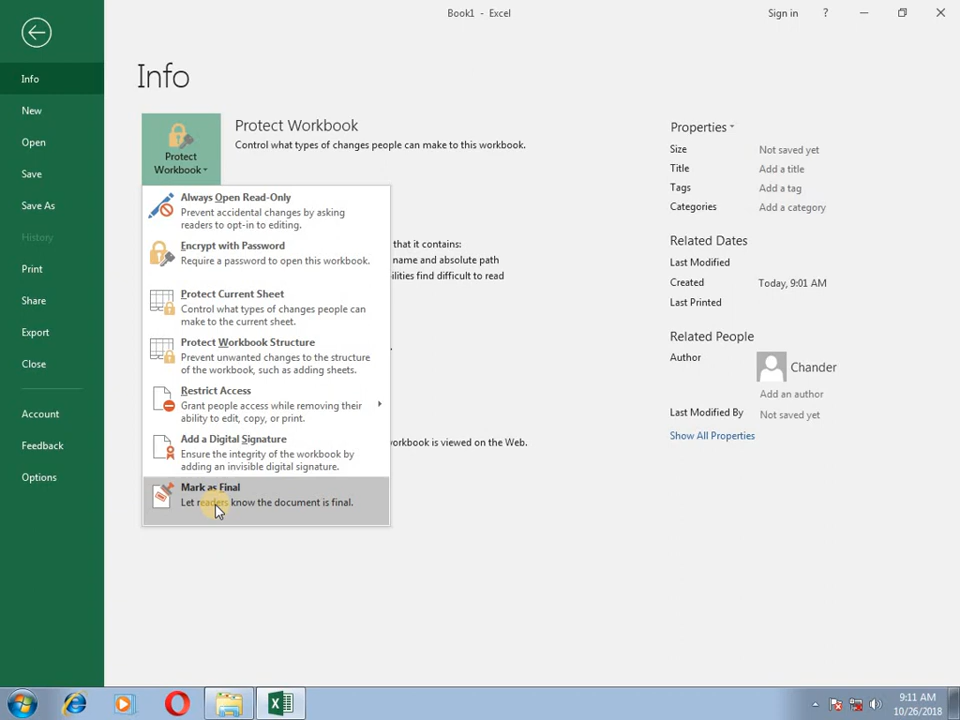 Book1 - Excel
Sign in
?
Info
New
Open
Save
Save As
History
Print
Share
Export
Close
Account
Feedback
Options
Info
Protect
Workbook
Protect Workbook
Control what types of changes people can make to this workbook.
Always Open Read-Only
Prevent accidental changes by asking
readers to opt-in to editing.
Encrypt with Password
Require a password to open this workbook.
Protect Current Sheet
Control what types of changes people can
make to the current sheet.
Protect Workbook Structure
Prevent unwanted changes to the structure
of the workbook, such as adding sheets.
Restrict Access
Grant people access while removing their
ability to edit, copy, or print.
Add a Digital Signature
Ensure the integrity of the workbook by
adding an invisible digital signature.
Mark as Final
Let readers know the document is final.
that it contains:
name and absolute path
ilities find difficult to read
orkbook is viewed on the Web.
Properties
Size Not saved yet
Title Add a title
Tags Add a tag
Categories Add a category
Related Dates
Last Modified
Created Today, 9:01 AM
Last Printed
Related People
Author Chander
Add an author
Last Modified By Not saved yet
Show All Properties
9:11 AM
10/26/2018